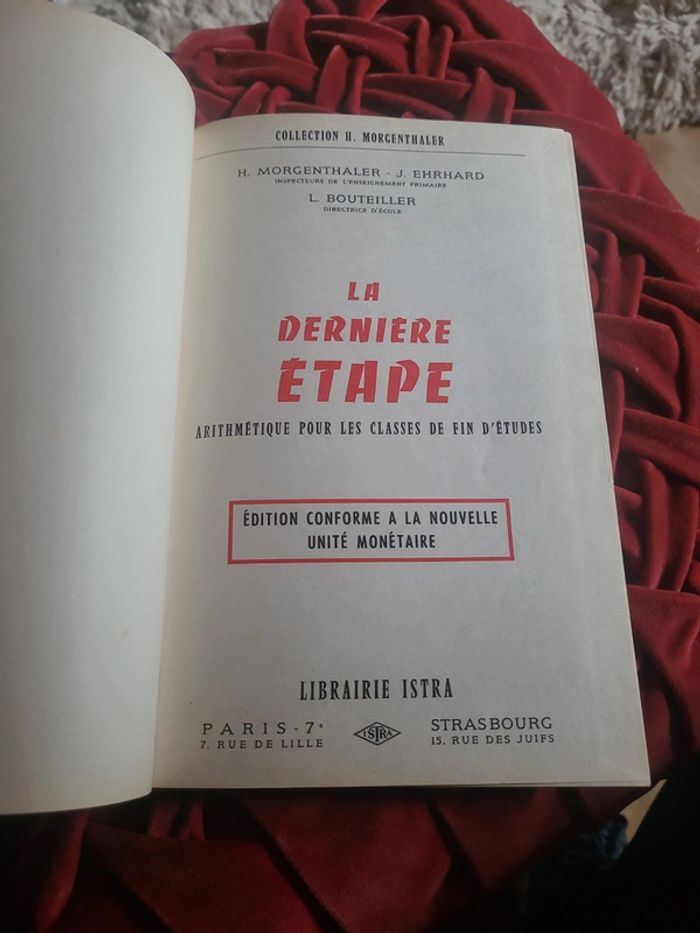 COLLECTION H. MORGENTHALER
H. MORGENTHALER - J. EHRHARD
INSPECTEURS DE L'ENSEIGNEMENT PRIMAIRE
L. BOUTEILLER
DIRECTRICE D'ÉCOLE
LA
DERNIÈRE
ÉTAPE
ARITHMÉTIQUE POUR LES CLASSES DE FIN D'ÉTUDES
ÉDITION CONFORME A LA NOUVELLE
UNITÉ MONÉTAIRE
LIBRAIRIE ISTRA
PARIS - 7e
7, RUE DE LILLE
ISTRA
STRASBOURG
15, RUE DES JUIFS